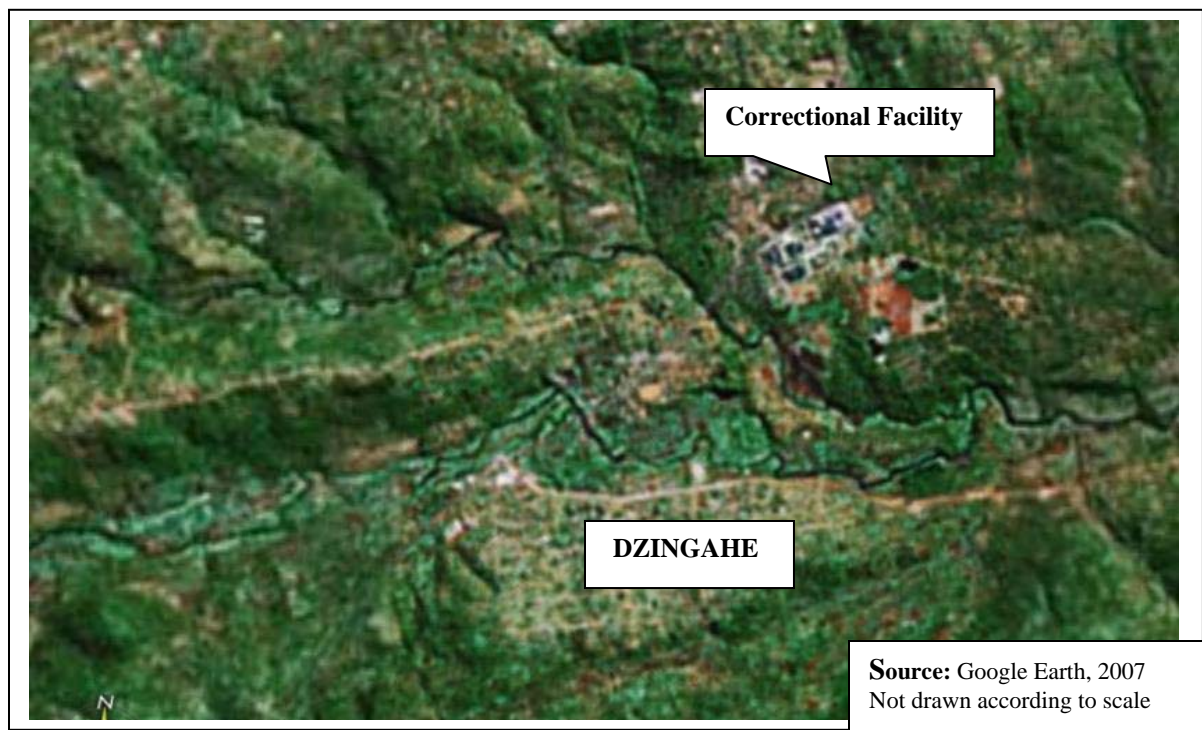 Correctional Facility
DZINGAHE
Source: Google Earth, 2007
Not drawn according to scale
N